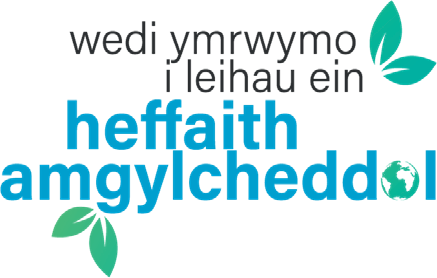 wedi ymrwymo
i leihau ein
heffaith
amgylcheddol